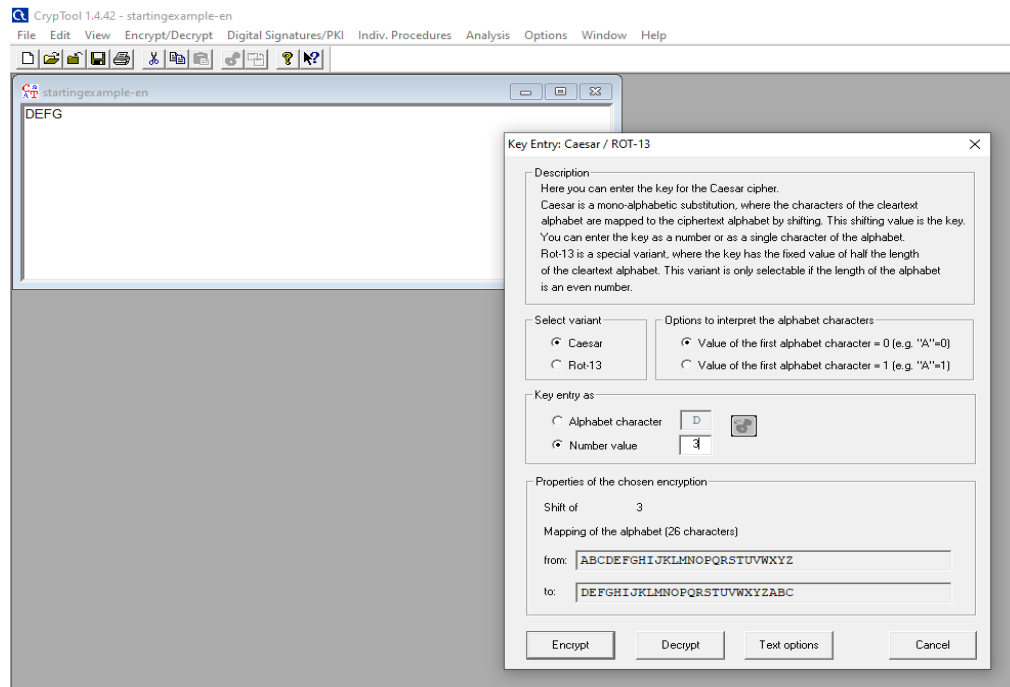 CrypTool 1.4.42 - startingexample-en
File Edit View Encrypt/Decrypt Digital Signatures/PKI Indiv. Procedures Analysis Options Window Help
startingexample-en
DEFG
Key Entry: Caesar / ROT-13
Description
Here you can enter the key for the Caesar cipher.
Caesar is a mono-alphabetic substitution, where the characters of the cleartext
alphabet are mapped to the ciphertext alphabet by shifting. This shifting value is the key.
You can enter the key as a number or as a single character of the alphabet.
Rot-13 is a special variant, where the key has the fixed value of half the length
of the cleartext alphabet. This variant is only selectable if the length of the alphabet
is an even number.
Select variant
Caesar
Rot-13
Options to interpret the alphabet characters
Value of the first alphabet character = 0 (e.g. "A"=0)
Value of the first alphabet character = 1 (e.g. "A"=1)
Key entry as
Alphabet character D
Number value 3
Properties of the chosen encryption
Shift of 3
Mapping of the alphabet (26 characters)
from: ABCDEFGHIJKLMNOPQRSTUVWXYZ
to: DEFGHIJKLMNOPQRSTUVWXYZABC
Encrypt Decrypt Text options Cancel